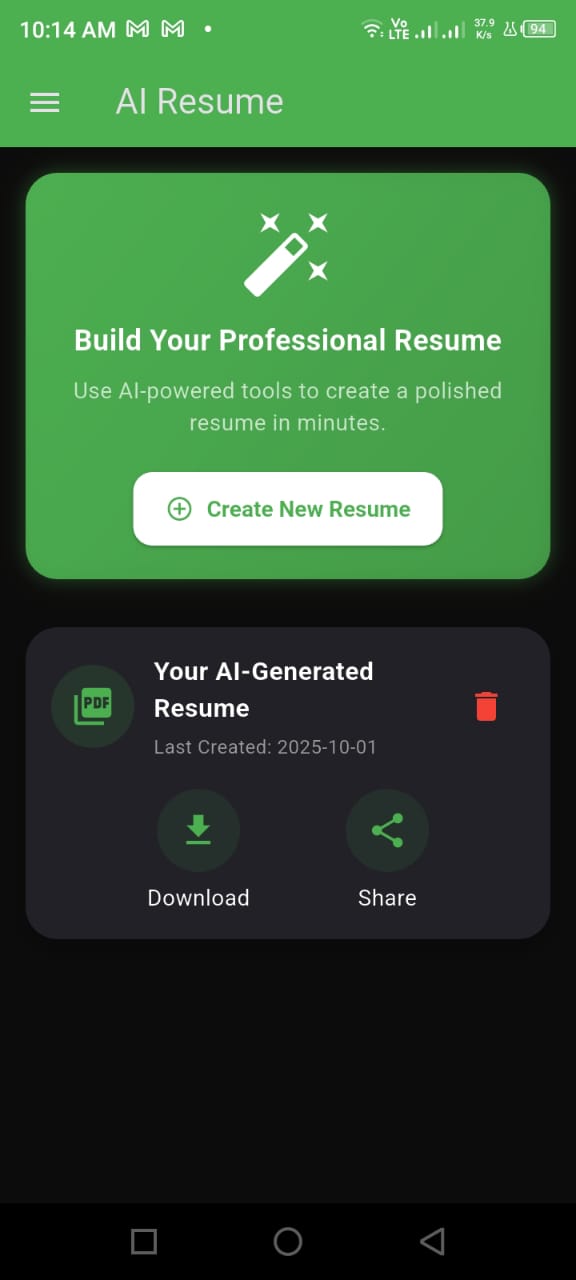 10:14 AM
Vo
LTE
37.9
K/s
94
AI Resume
Build Your Professional Resume
Use AI-powered tools to create a polished
resume in minutes.
Create New Resume
PDF
Your AI-Generated
Resume
Last Created: 2025-10-01
Download
Share